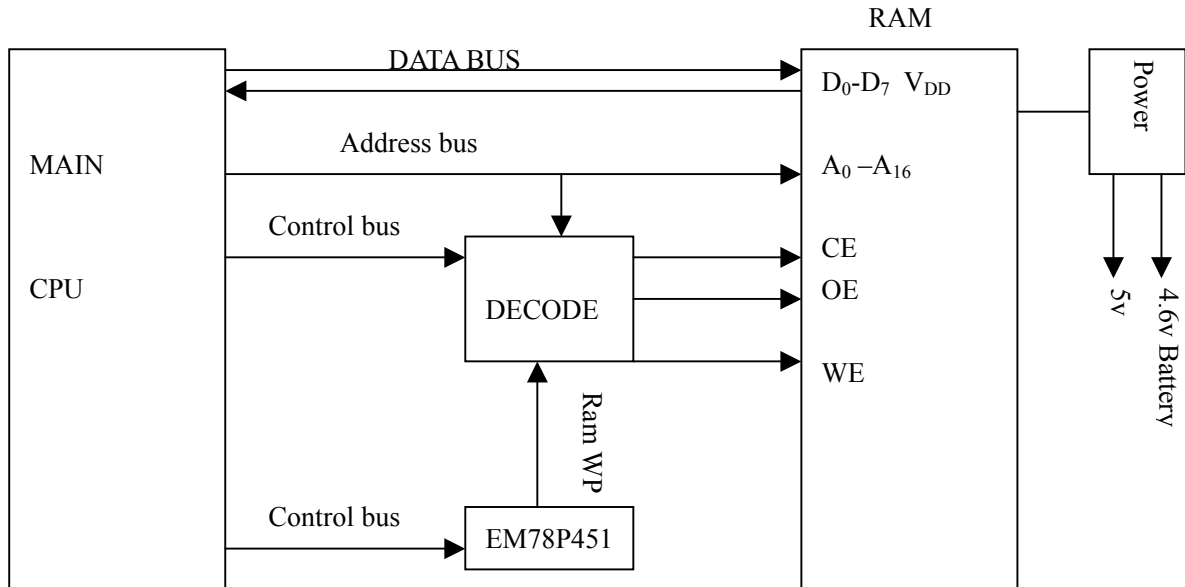 RAM
DATA BUS
D₀-D₇ V_DD
Power
Address bus
MAIN
A₀ –A₁₆
Control bus
CE
CPU
OE
DECODE
5v
4.6v Battery
WE
Ram WP
Control bus
EM78P451